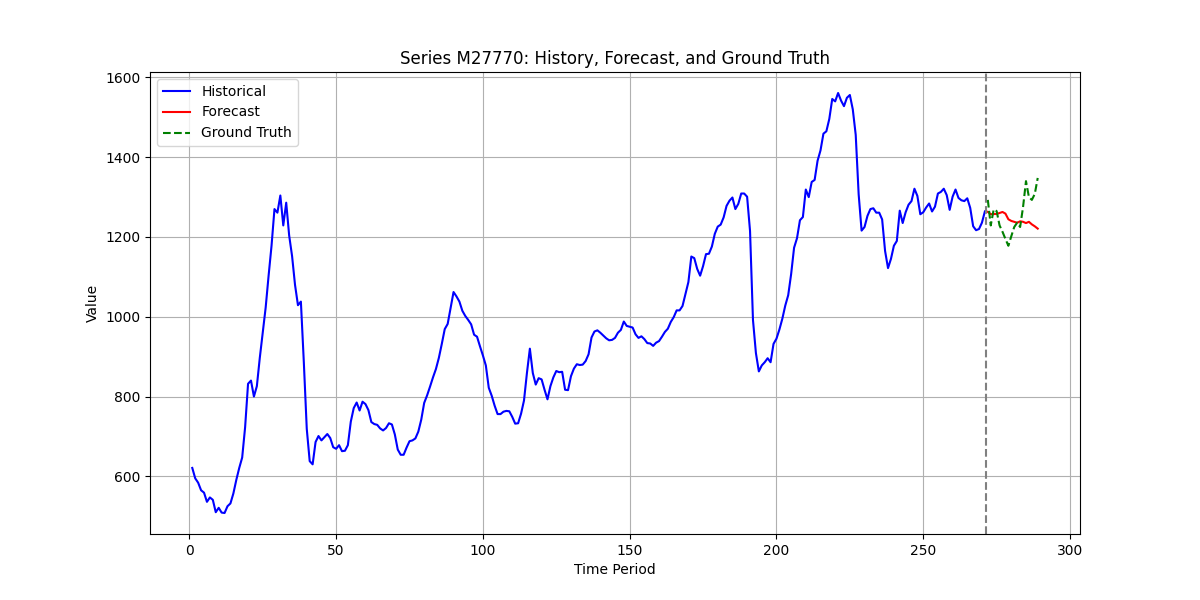 Series M27770: History, Forecast, and Ground Truth
Historical
Forecast
Ground Truth
Value
1600
1400
1200
1000
800
600
0 50 100 150 200 250 300
Time Period